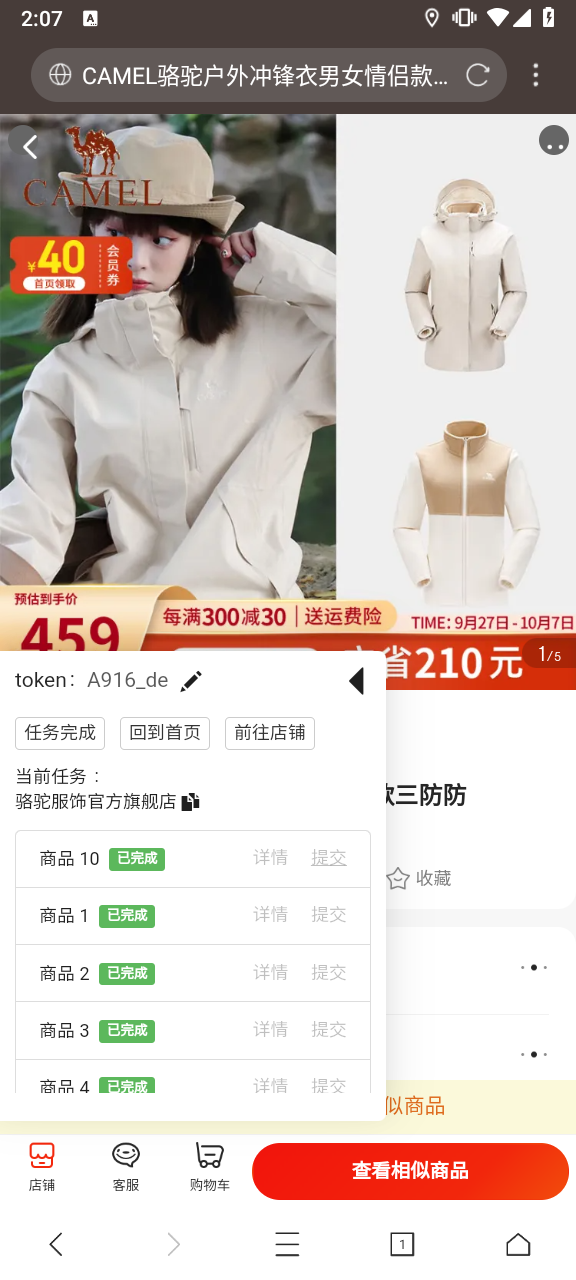 2:07
A
CAMEL骆驼户外冲锋衣男女情侣款…
CAMEL
¥40
会员券
首页领取
预估到手价
459
每满300减30 | 送运费险
TIME: 9月27日 - 10月7日
省210元
1/5
token： A916_de
任务完成 回到首页 前往店铺
当前任务：
骆驼服饰官方旗舰店
三防防
商品 10 已完成 详情 提交
收藏
商品 1 已完成 详情 提交
商品 2 已完成 详情 提交
商品 3 已完成 详情 提交
商品 4 已完成 详情 提交
似商品
店铺 客服 购物车 查看相似商品
1